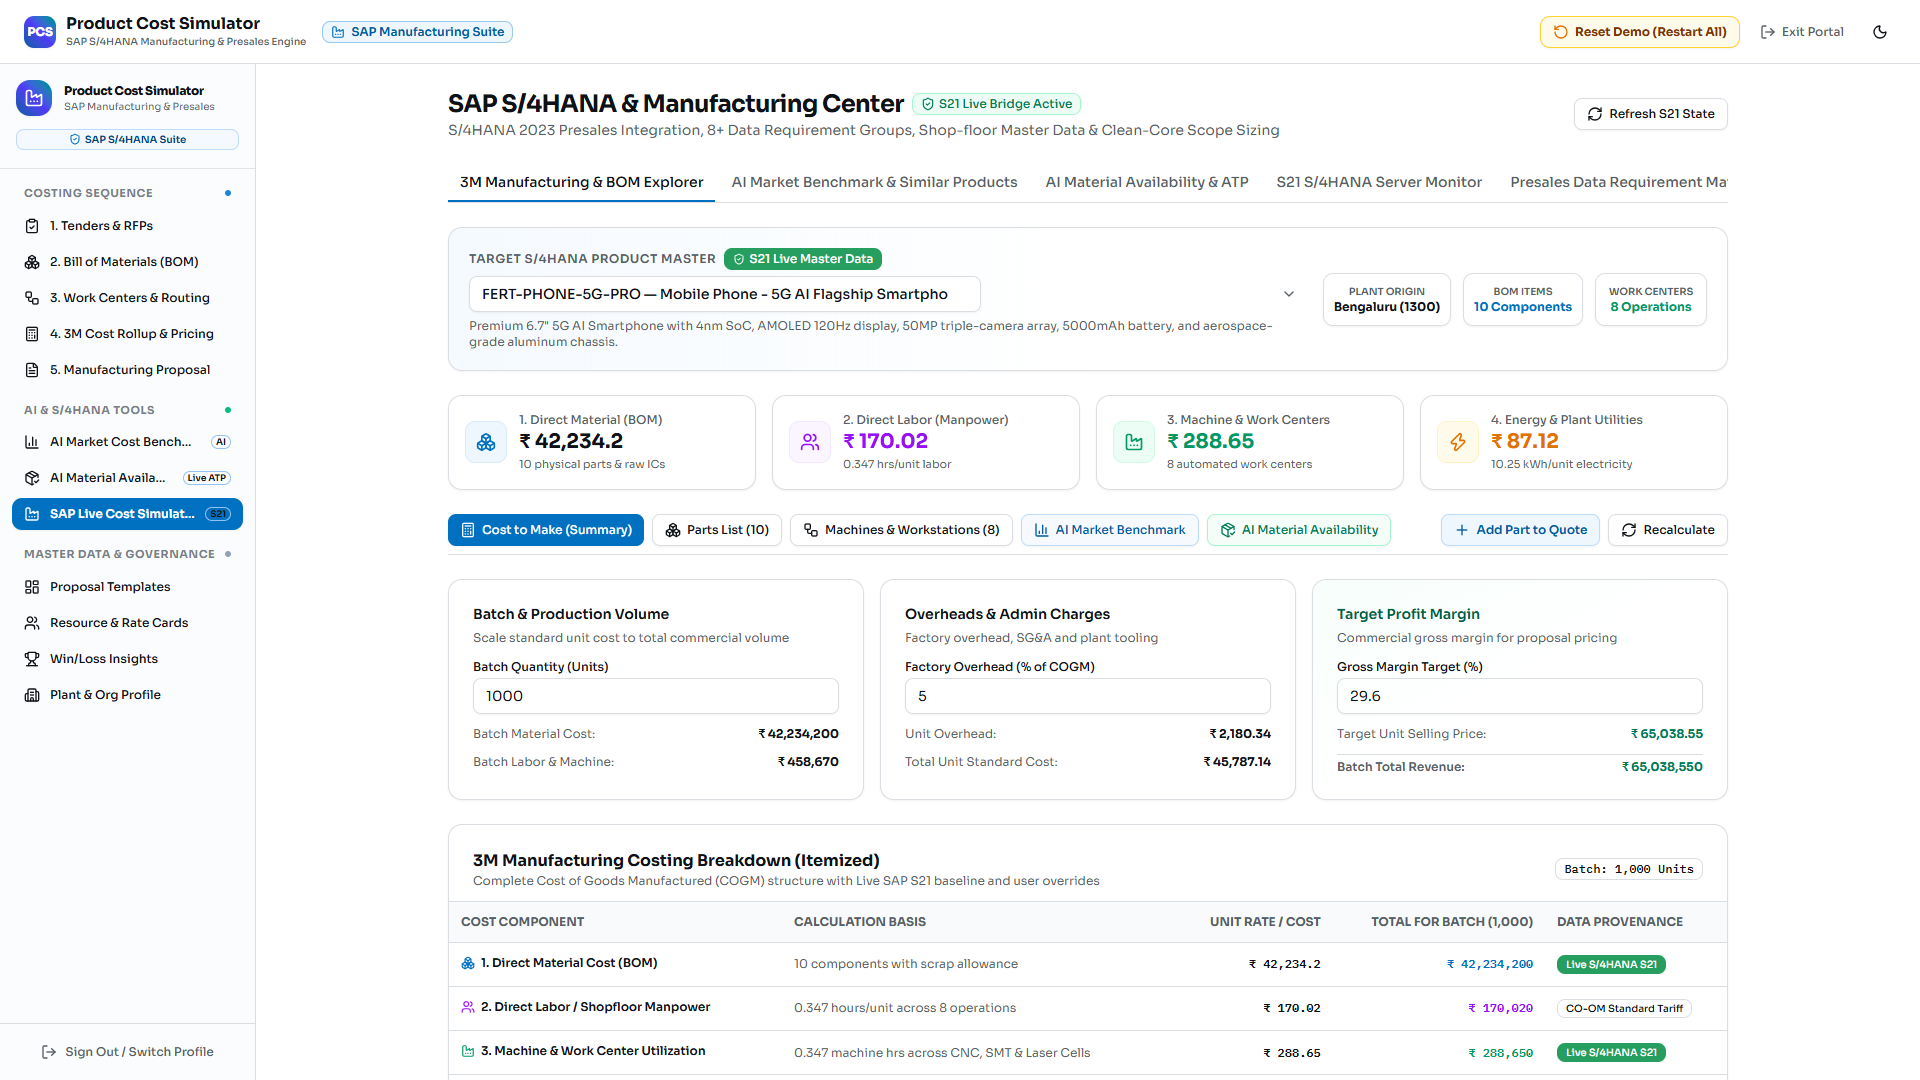 PCS
Product Cost Simulator
SAP S/4HANA Manufacturing & Presales Engine
SAP Manufacturing Suite
Reset Demo (Restart All)
Exit Portal
Product Cost Simulator
SAP Manufacturing & Presales
SAP S/4HANA Suite
COSTING SEQUENCE
1. Tenders & RFPs
2. Bill of Materials (BOM)
3. Work Centers & Routing
4. 3M Cost Rollup & Pricing
5. Manufacturing Proposal
AI & S/4HANA TOOLS
AI Market Cost Bench... AI
AI Material Availa... Live ATP
SAP Live Cost Simulat... S21
MASTER DATA & GOVERNANCE
Proposal Templates
Resource & Rate Cards
Win/Loss Insights
Plant & Org Profile
Sign Out / Switch Profile
SAP S/4HANA & Manufacturing Center
S21 Live Bridge Active
S/4HANA 2023 Presales Integration, 8+ Data Requirement Groups, Shop-floor Master Data & Clean-Core Scope Sizing
Refresh S21 State
3M Manufacturing & BOM Explorer
AI Market Benchmark & Similar Products
AI Material Availability & ATP
S21 S/4HANA Server Monitor
Presales Data Requirement Ma
TARGET S/4HANA PRODUCT MASTER
S21 Live Master Data
FERT-PHONE-5G-PRO — Mobile Phone - 5G AI Flagship Smartpho
Premium 6.7" 5G AI Smartphone with 4nm SoC, AMOLED 120Hz display, 50MP triple-camera array, 5000mAh battery, and aerospace-
grade aluminum chassis.
PLANT ORIGIN
Bengaluru (1300)
BOM ITEMS
10 Components
WORK CENTERS
8 Operations
1. Direct Material (BOM)
₹ 42,234.2
10 physical parts & raw ICs
2. Direct Labor (Manpower)
₹ 170.02
0.347 hrs/unit labor
3. Machine & Work Centers
₹ 288.65
8 automated work centers
4. Energy & Plant Utilities
₹ 87.12
10.25 kWh/unit electricity
Cost to Make (Summary)
Parts List (10)
Machines & Workstations (8)
AI Market Benchmark
AI Material Availability
Add Part to Quote
Recalculate
Batch & Production Volume
Scale standard unit cost to total commercial volume
Batch Quantity (Units)
1000
Batch Material Cost: ₹ 42,234,200
Batch Labor & Machine: ₹ 458,670
Overheads & Admin Charges
Factory overhead, SG&A and plant tooling
Factory Overhead (% of COGM)
5
Unit Overhead: ₹ 2,180.34
Total Unit Standard Cost: ₹ 45,787.14
Target Profit Margin
Commercial gross margin for proposal pricing
Gross Margin Target (%)
29.6
Target Unit Selling Price: ₹ 65,038.55
Batch Total Revenue: ₹ 65,038,550
3M Manufacturing Costing Breakdown (Itemized)
Complete Cost of Goods Manufactured (COGM) structure with Live SAP S21 baseline and user overrides
Batch: 1,000 Units
COST COMPONENT CALCULATION BASIS UNIT RATE / COST TOTAL FOR BATCH (1,000) DATA PROVENANCE
1. Direct Material Cost (BOM) 10 components with scrap allowance ₹ 42,234.2 ₹ 42,234,200 Live S/4HANA S21
2. Direct Labor / Shopfloor Manpower 0.347 hours/unit across 8 operations ₹ 170.02 ₹ 170,020 CO-OM Standard Tariff
3. Machine & Work Center Utilization 0.347 machine hrs across CNC, SMT & Laser Cells ₹ 288.65 ₹ 288,650 Live S/4HANA S21